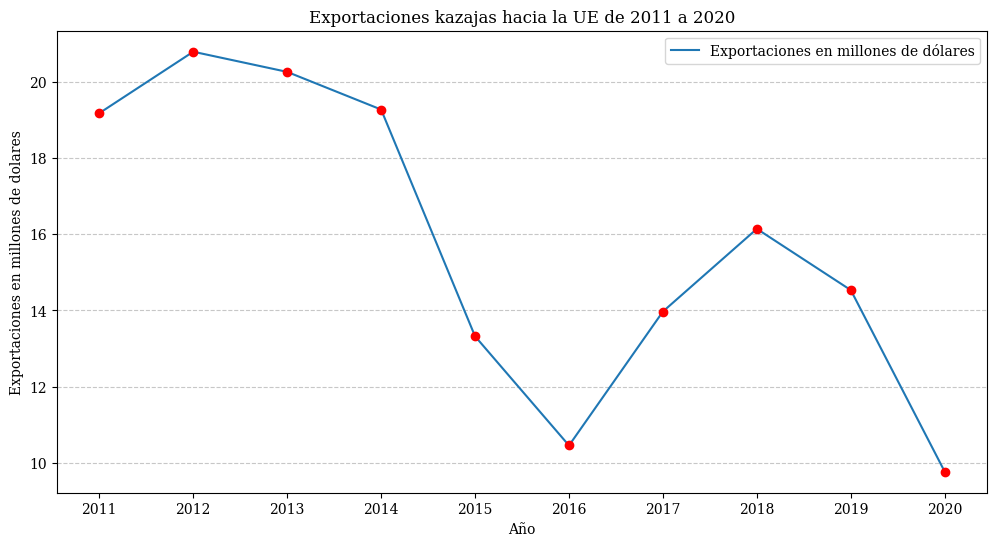 Exportaciones kazajas hacia la UE de 2011 a 2020
Exportaciones en millones de dólares
Exportaciones en millones de dolares
20
18
16
14
12
10
2011 2012 2013 2014 2015 2016 2017 2018 2019 2020
Año